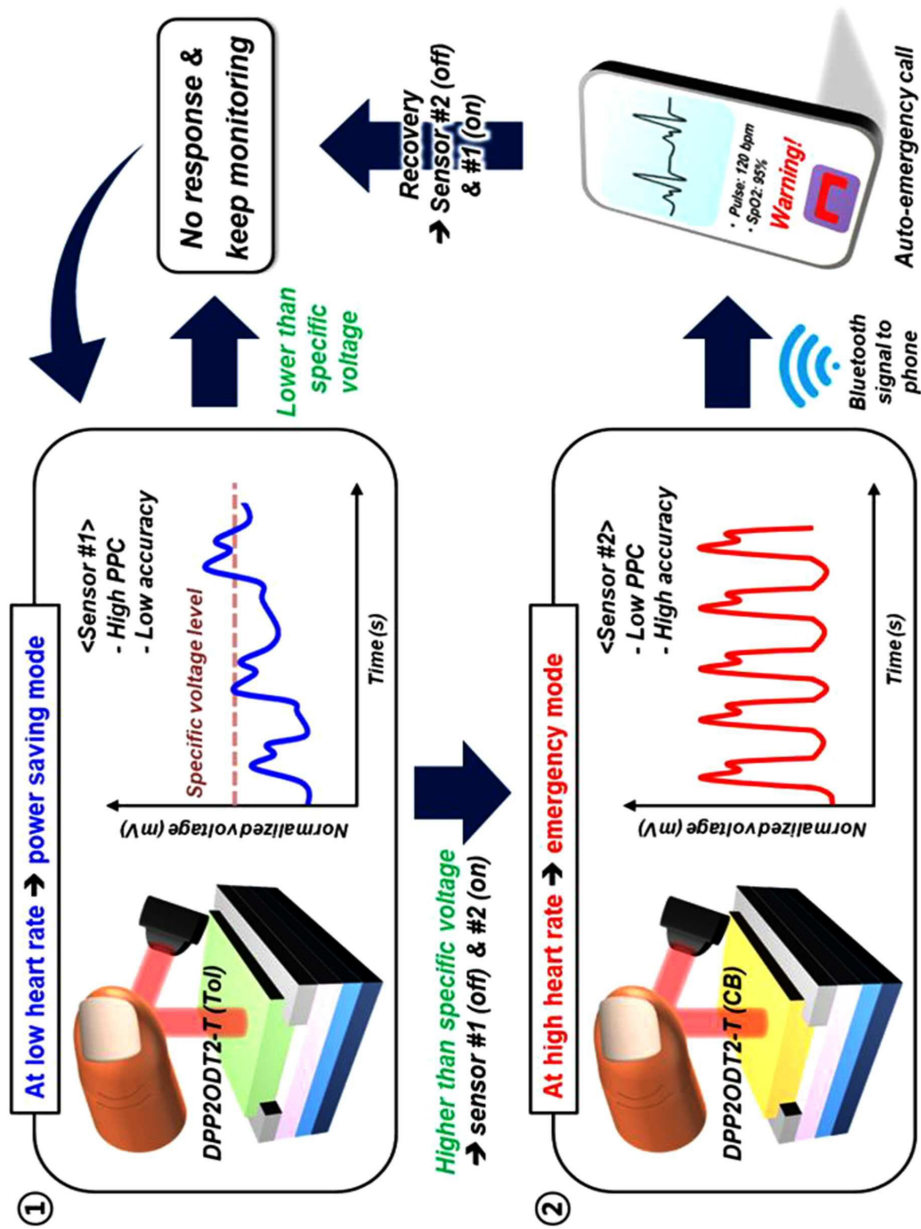 ①
At low heart rate ➔ power saving mode
DPP2ODT2-T (Tol)
Normalized voltage (mV)
<Sensor #1>
- High PPC
- Low accuracy
Specific voltage level
Time (s)
Lower than
specific
voltage
No response &
keep monitoring
Higher than specific voltage
➔ sensor #1 (off) & #2 (on)
Recovery
➔ Sensor #2 (off)
& #1 (on)
②
At high heart rate ➔ emergency mode
DPP2ODT2-T (CB)
Normalized voltage (mV)
<Sensor #2>
- Low PPC
- High accuracy
Time (s)
Bluetooth
signal to
phone
• Pulse: 120 bpm
• SpO2: 95%
Warning!
Auto-emergency call